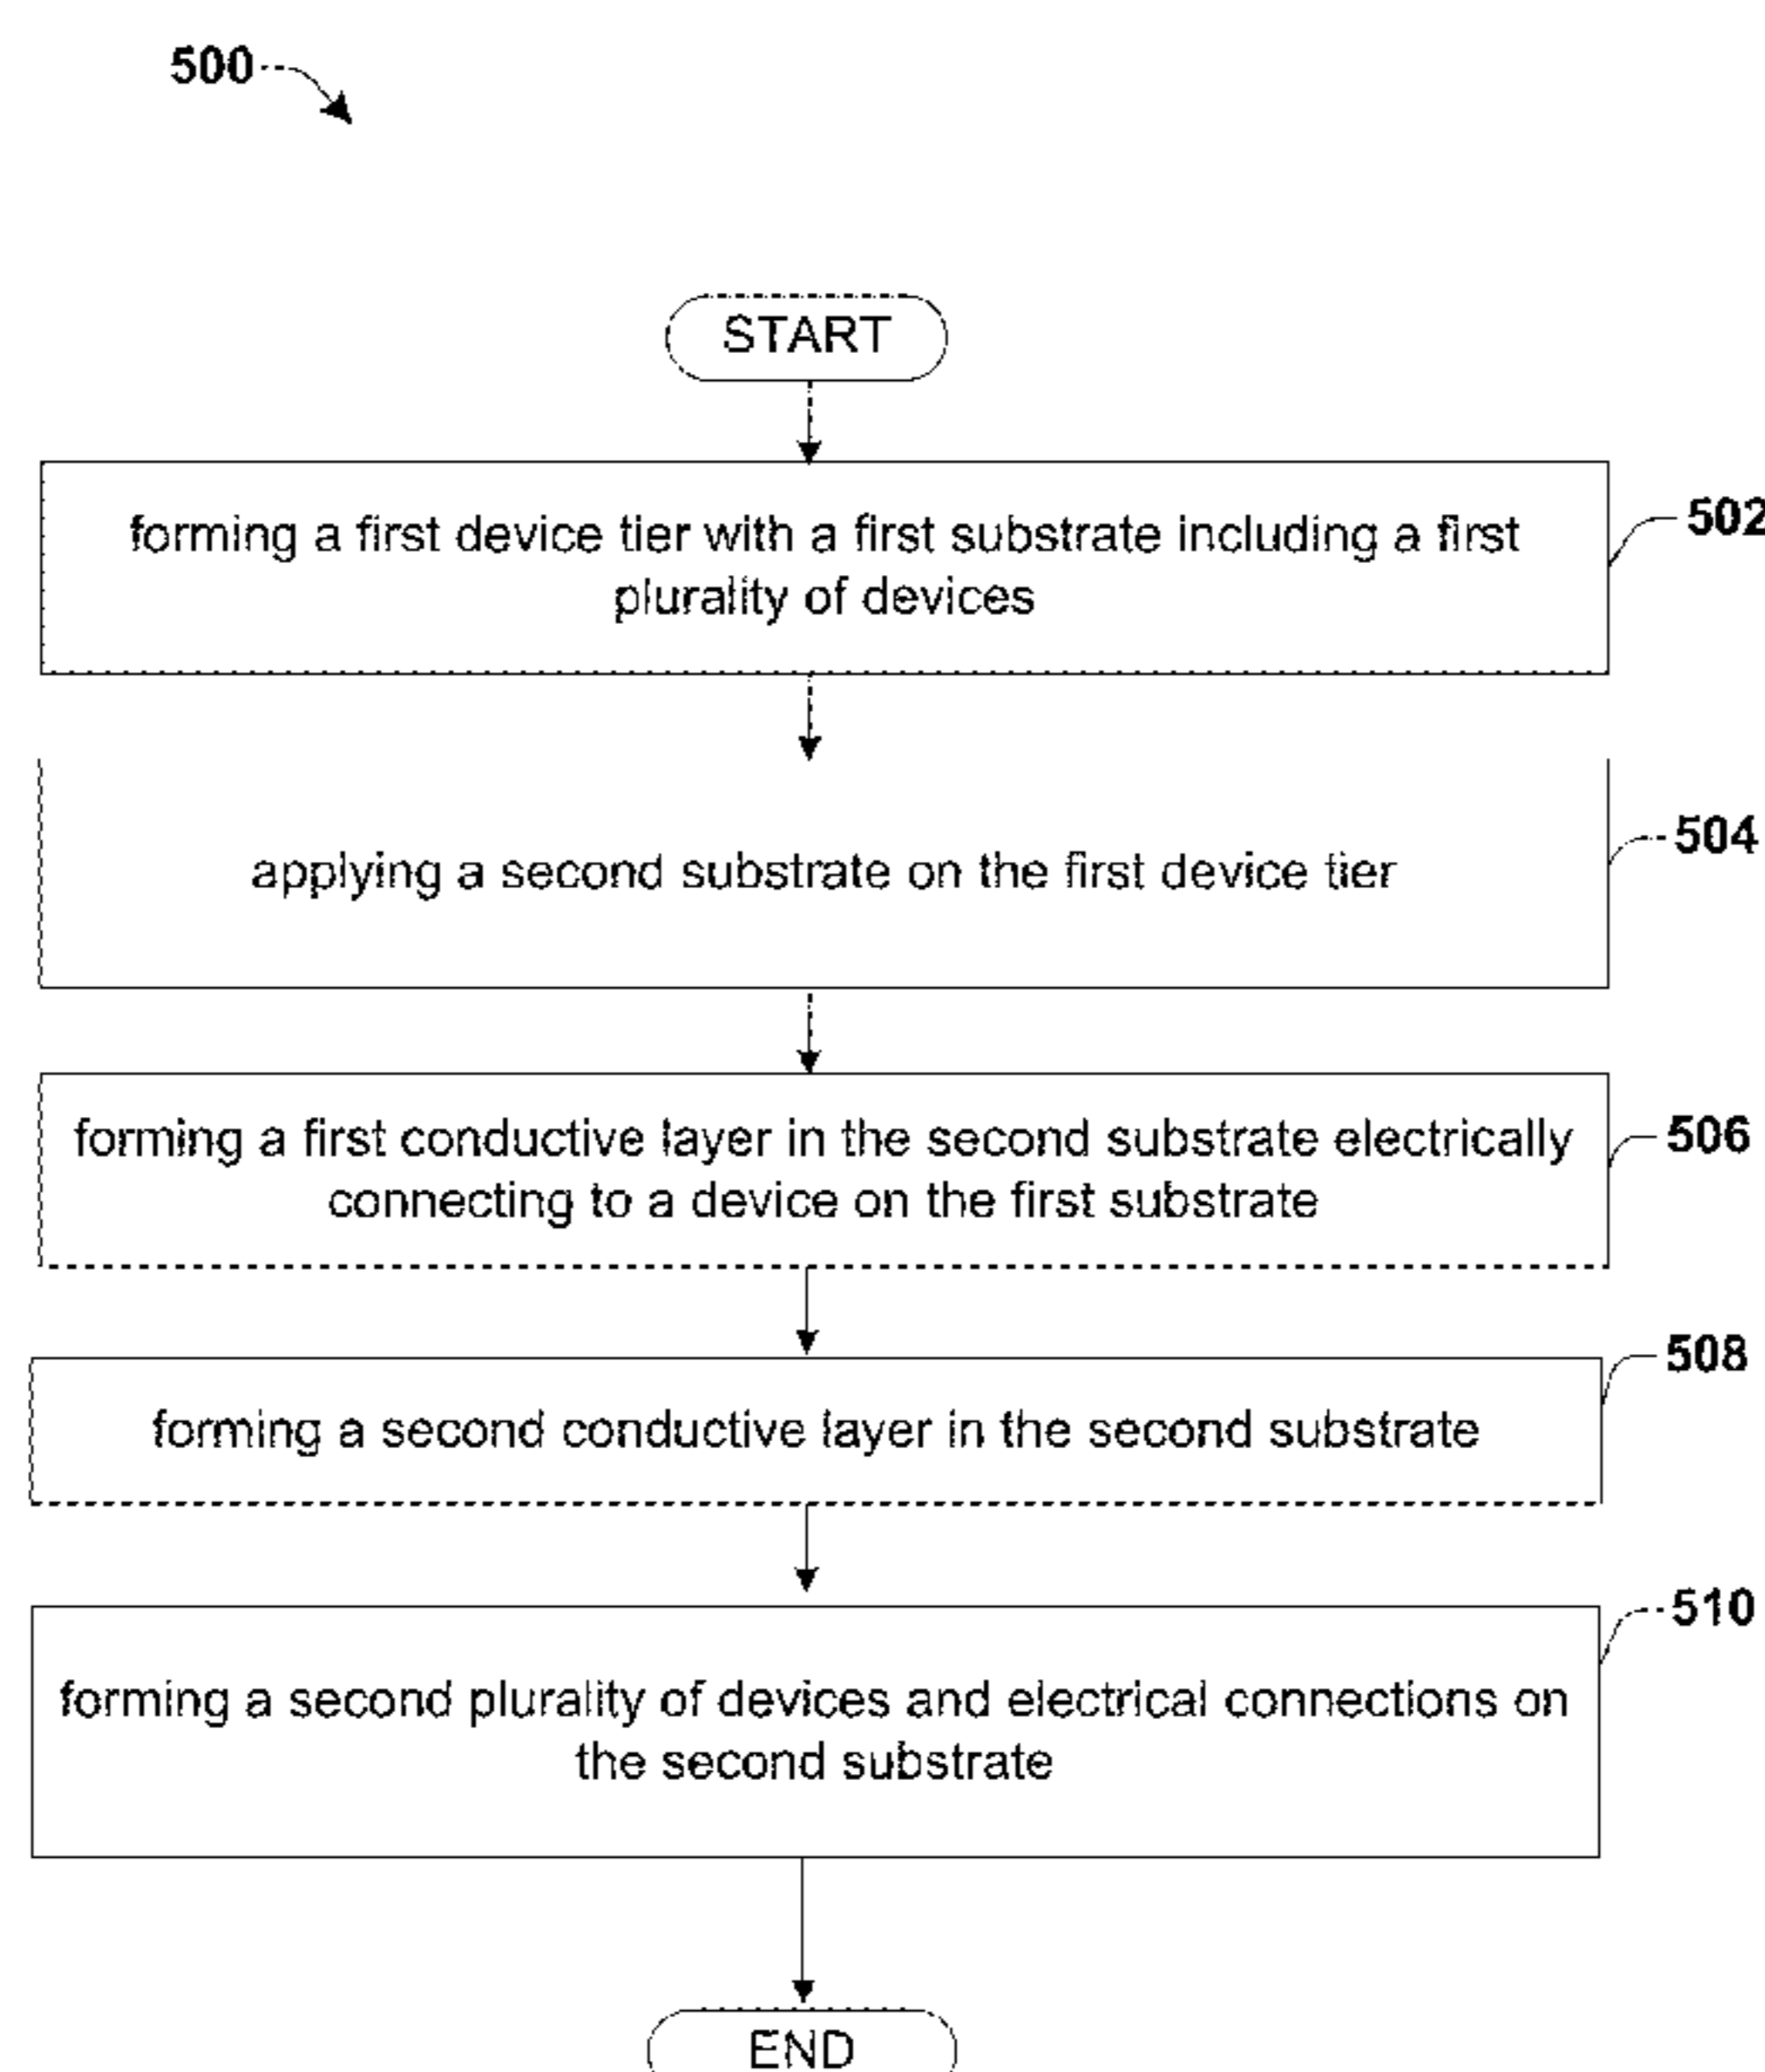 500
START
forming a first device tier with a first substrate including a first
plurality of devices
502
applying a second substrate on the first device tier
504
forming a first conductive layer in the second substrate electrically
connecting to a device on the first substrate
506
forming a second conductive layer in the second substrate
508
forming a second plurality of devices and electrical connections on
the second substrate
510
END